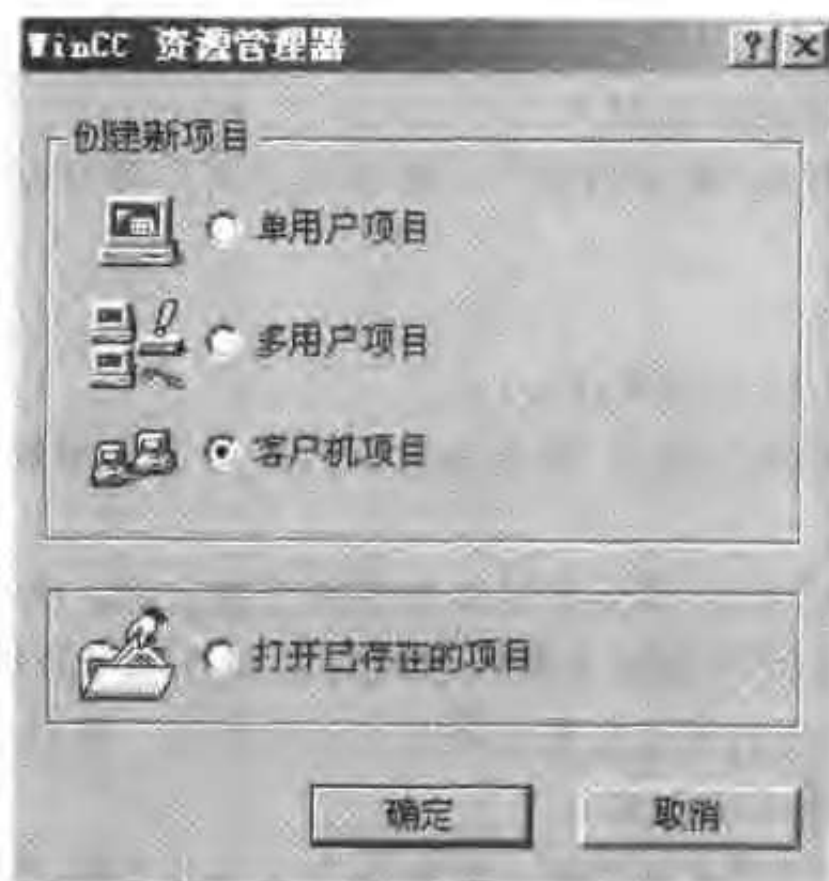 WinCC 资源管理器
创建新项目
单用户项目
多用户项目
客户机项目
打开已存在的项目
确定 取消